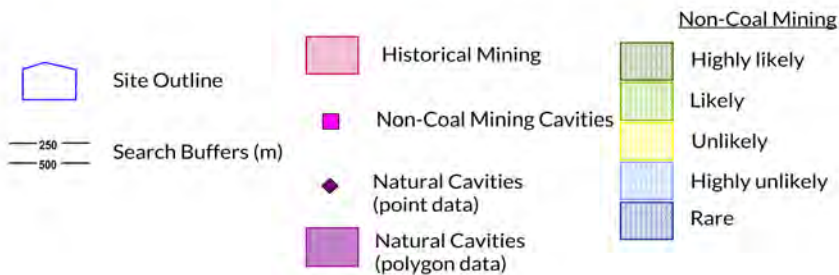 Site Outline
250
500
Search Buffers (m)
Historical Mining
Non-Coal Mining Cavities
Natural Cavities
(point data)
Natural Cavities
(polygon data)
Non-Coal Mining
Highly likely
Likely
Unlikely
Highly unlikely
Rare